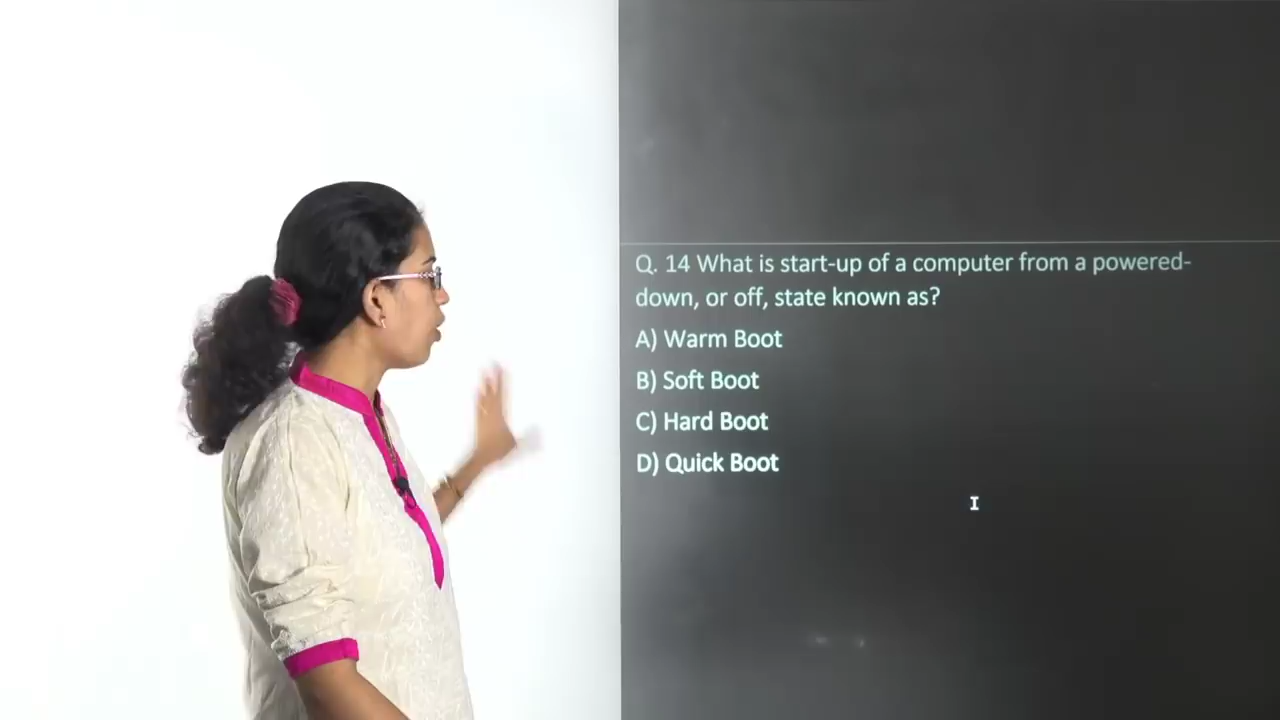 Q. 14 What is start-up of a computer from a powered-
down, or off, state known as?
A) Warm Boot
B) Soft Boot
C) Hard Boot
D) Quick Boot